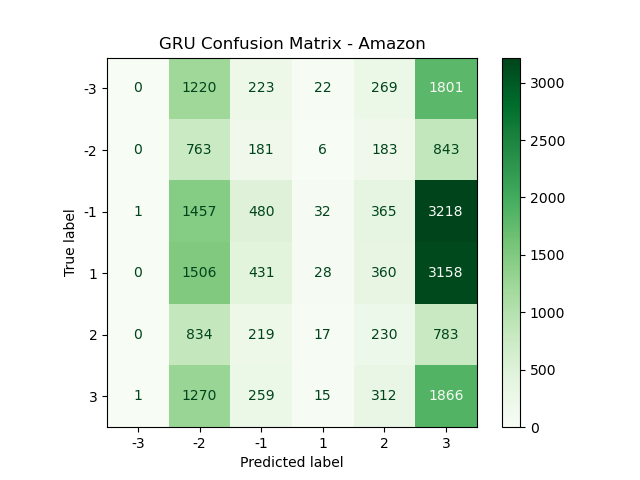 GRU Confusion Matrix - Amazon
-3 0 1220 223 22 269 1801
-2 0 763 181 6 183 843
-1 1 1457 480 32 365 3218
1 0 1506 431 28 360 3158
2 0 834 219 17 230 783
3 1 1270 259 15 312 1866
-3 -2 -1 1 2 3
Predicted label
True label
3000
2500
2000
1500
1000
500
0